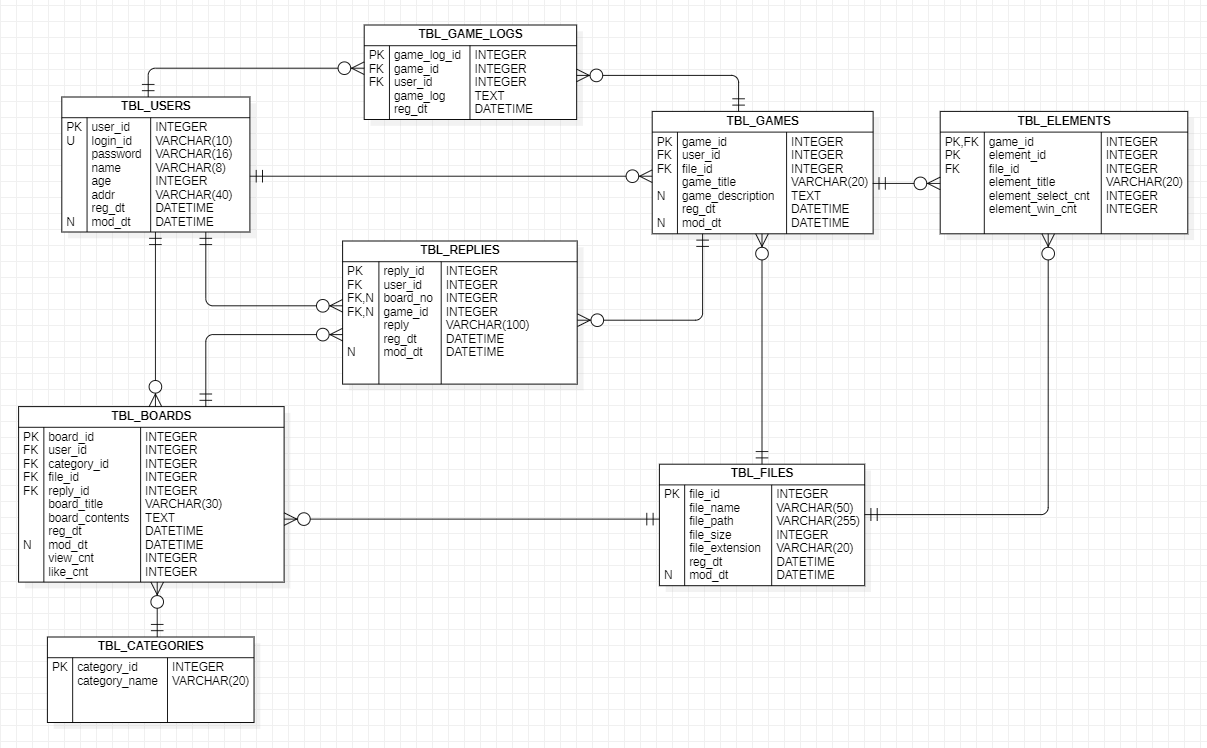 TBL_GAME_LOGS
PK game_log_id INTEGER
FK game_id INTEGER
FK user_id INTEGER
game_log TEXT
reg_dt DATETIME
TBL_USERS
PK user_id INTEGER
U login_id VARCHAR(10)
password VARCHAR(16)
name VARCHAR(8)
age INTEGER
addr VARCHAR(40)
reg_dt DATETIME
N mod_dt DATETIME
TBL_GAMES
PK game_id INTEGER
FK user_id INTEGER
FK file_id INTEGER
game_title VARCHAR(20)
N game_description TEXT
reg_dt DATETIME
N mod_dt DATETIME
TBL_ELEMENTS
PK,FK game_id INTEGER
PK element_id INTEGER
FK file_id INTEGER
element_title VARCHAR(20)
element_select_cnt INTEGER
element_win_cnt INTEGER
TBL_REPLIES
PK reply_id INTEGER
FK user_id INTEGER
FK,N board_no INTEGER
FK,N game_id INTEGER
reply VARCHAR(100)
reg_dt DATETIME
N mod_dt DATETIME
TBL_BOARDS
PK board_id INTEGER
FK user_id INTEGER
FK category_id INTEGER
FK file_id INTEGER
FK reply_id INTEGER
board_title VARCHAR(30)
board_contents TEXT
reg_dt DATETIME
N mod_dt DATETIME
view_cnt INTEGER
like_cnt INTEGER
TBL_FILES
PK file_id INTEGER
file_name VARCHAR(50)
file_path VARCHAR(255)
file_size INTEGER
file_extension VARCHAR(20)
reg_dt DATETIME
N mod_dt DATETIME
TBL_CATEGORIES
PK category_id INTEGER
category_name VARCHAR(20)